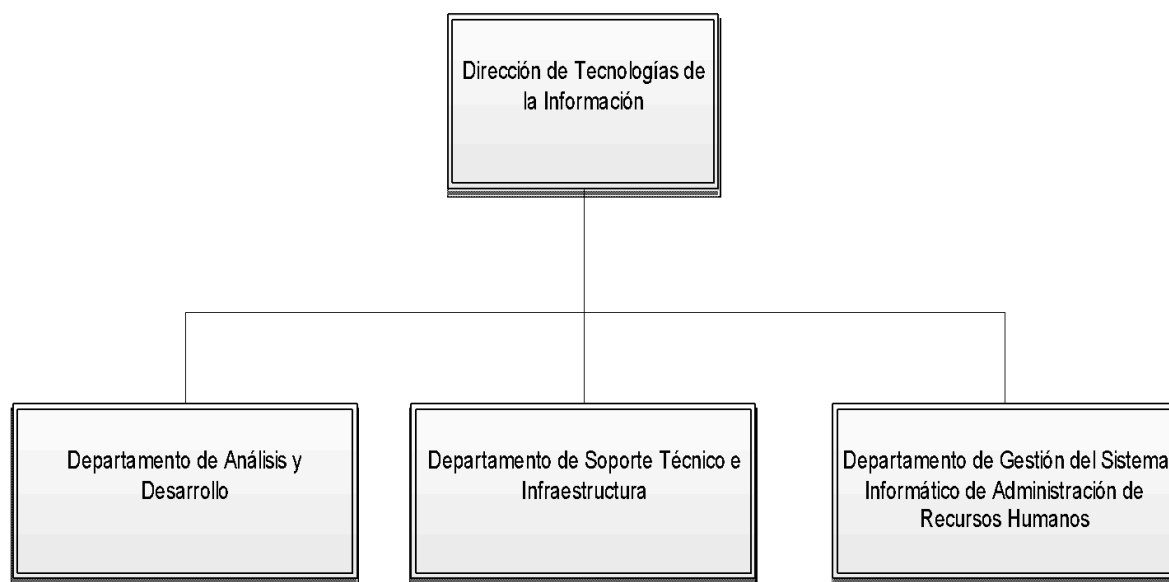 Dirección de Tecnologías de
la Información
Departamento de Análisis y
Desarrollo
Departamento de Soporte Técnico e
Infraestructura
Departamento de Gestión del Sistema
Informático de Administración de
Recursos Humanos